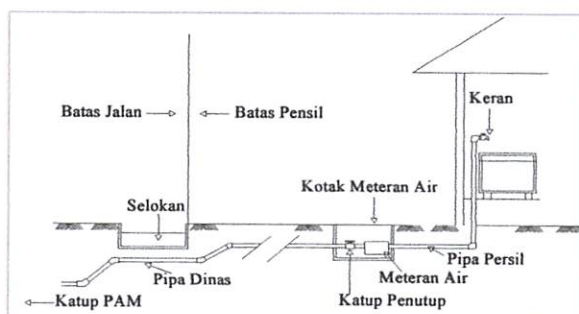 Keran
Batas Jalan
Batas Pensil
Selokan
Kotak Meteran Air
Pipa Dinas
Meteran Air
Pipa Persil
Katup PAM
Katup Penutup